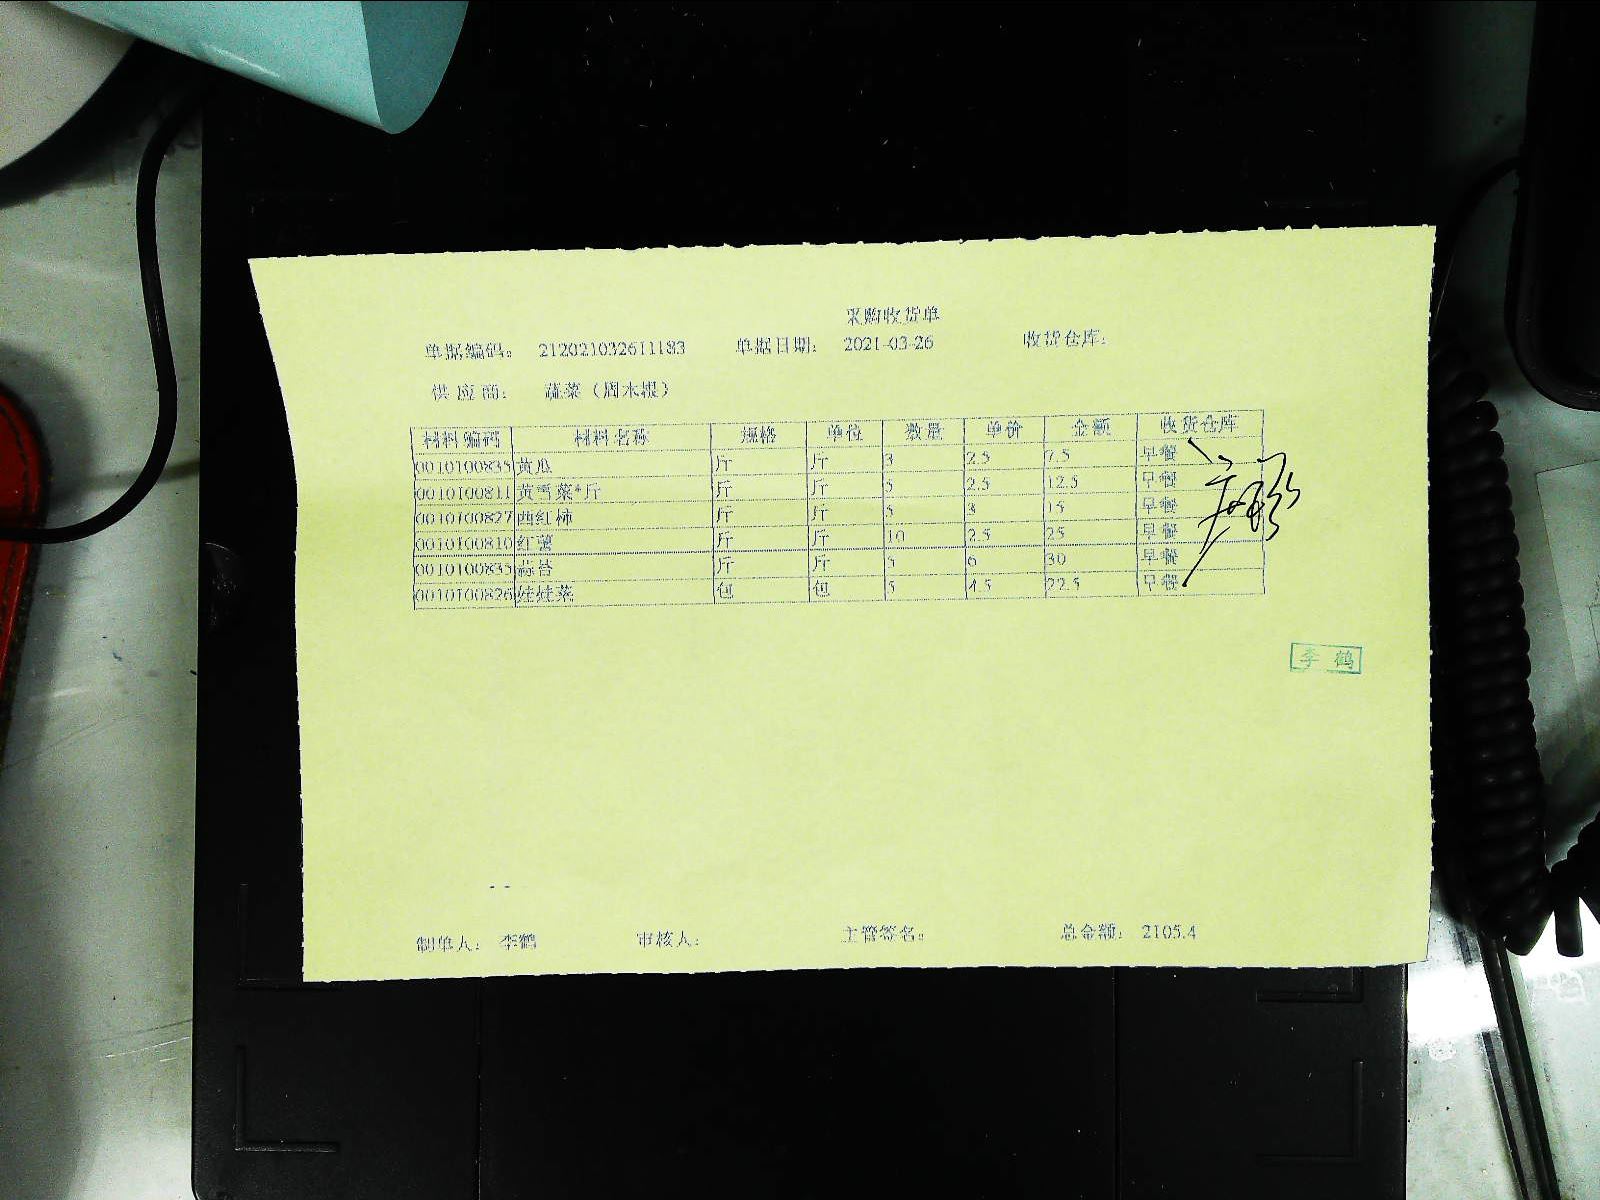 采购收货单
单据编码： 212021032611183 单据日期： 2021-03-26 收货仓库：
供应商： 蔬菜（周末根）
材料编码 材料名称 规格 单位 数量 单价 金额 收货仓库
0010100835 黄瓜 斤 斤 3 2.5 7.5 早餐
0010100811 黄雪菜*斤 斤 斤 5 2.5 12.5 早餐
0010100827 西红柿 斤 斤 5 3 15 早餐
0010100810 红薯 斤 斤 10 2.5 25 早餐
0010100835 蒜苔 斤 斤 5 6 30 早餐
0010100826 娃娃菜 包 包 5 4.5 22.5 早餐
李鹤
制单人： 李鹤 审核人： 主管签名： 总金额： 2105.4